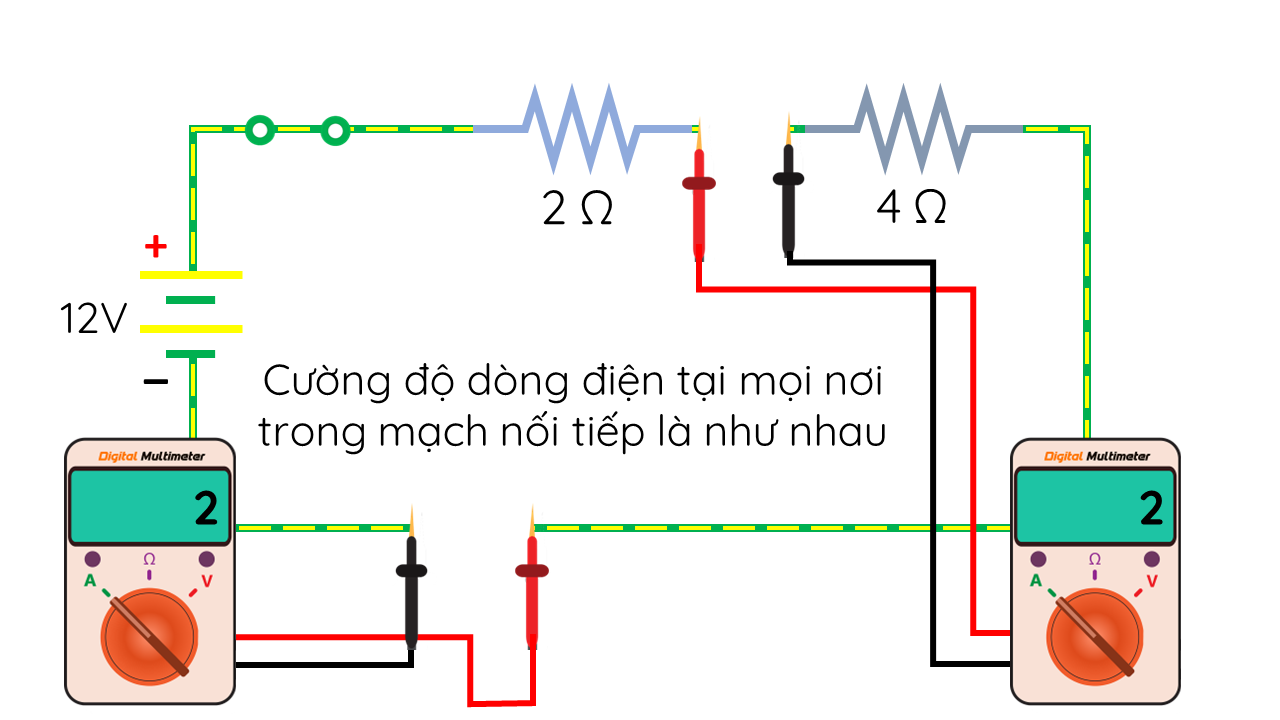 2 Ω
4 Ω
+
12V
−
Cường độ dòng điện tại mọi nơi
trong mạch nối tiếp là như nhau
Digital Multimeter
2
Ω
A
V
Digital Multimeter
2
Ω
A
V